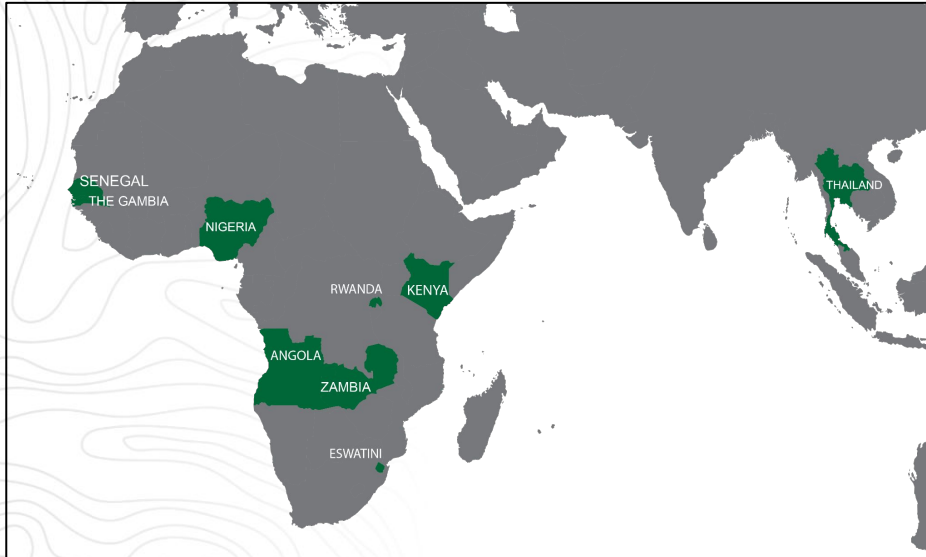 SENEGAL
THE GAMBIA
NIGERIA
THAILAND
RWANDA
KENYA
ANGOLA
ZAMBIA
ESWATINI